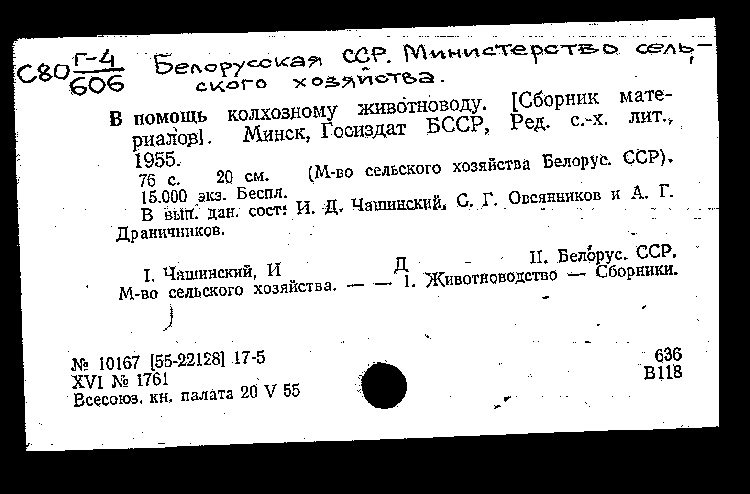 С80 Г-4/606 Белорусская ССР. Министерство сель-
ского хозяйства.
В помощь колхозному животноводу. [Сборник мате-
риалов]. Минск, Госиздат БССР, Ред. с.-х. лит.,
1955.
76 с. 20 см. (М-во сельского хозяйства Белорус. ССР).
15.000 экз. Беспл.
В вып. дан. сост: И. Д. Чашинский, С. Г. Овсянников и А. Г.
Драничников.
I. Чашинский, И Д II. Белорус. ССР.
М-во сельского хозяйства. — — 1. Животноводство — Сборники.
№ 10167 [55-22128] 17-5 636
XVI № 1761 В118
Всесоюз. кн. палата 20 V 55